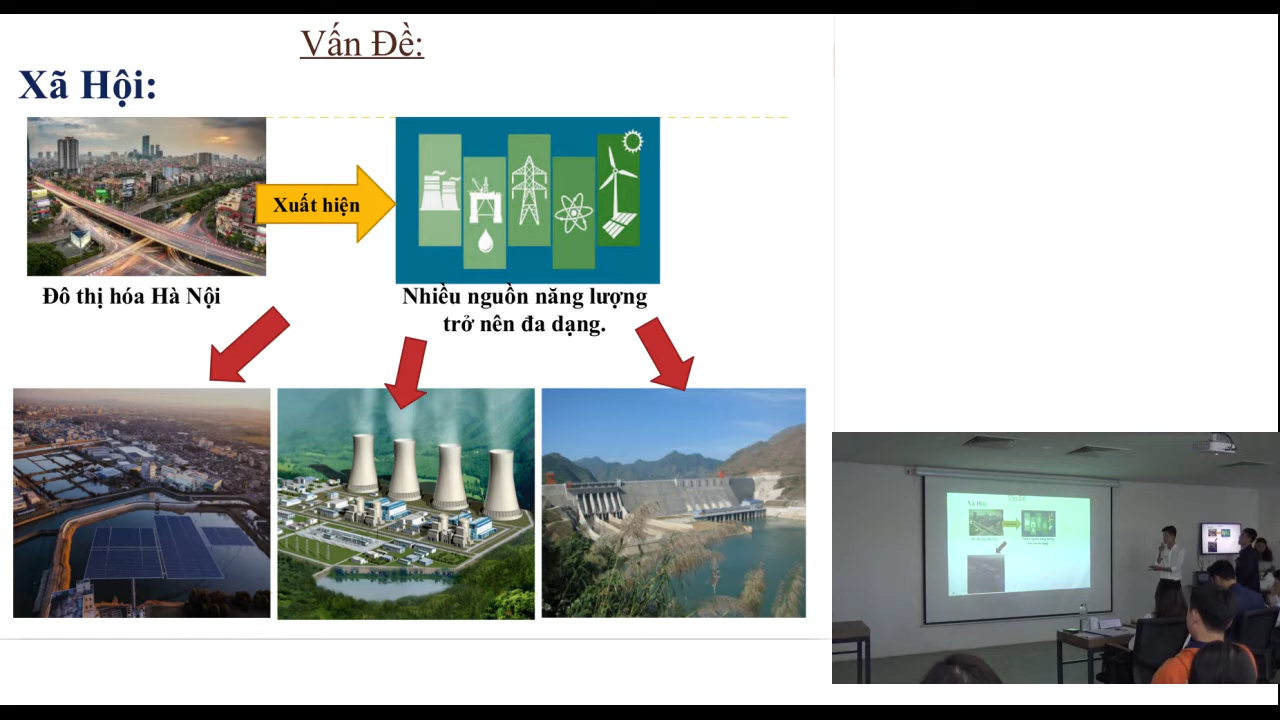 Vấn Đề:
Xã Hội:
Xuất hiện
Đô thị hóa Hà Nội
Nhiều nguồn năng lượng
trở nên đa dạng.